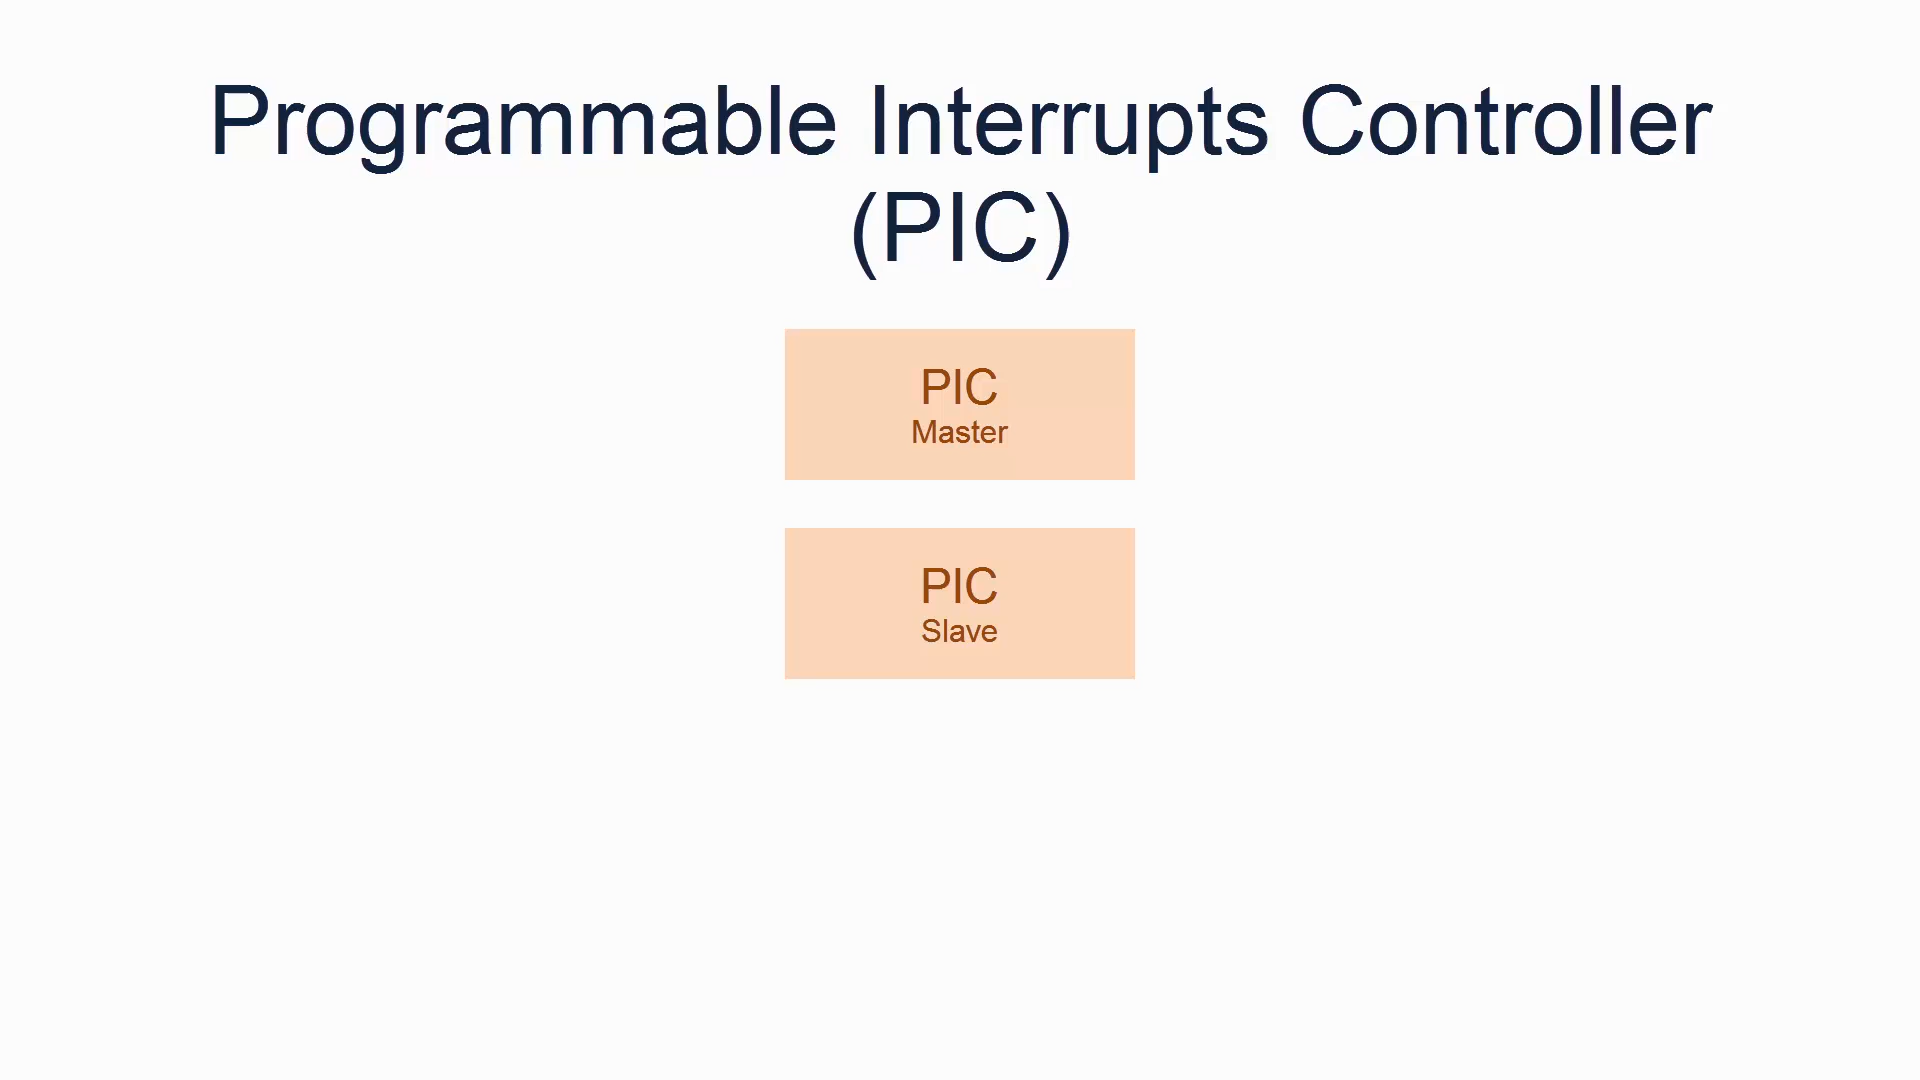 Programmable Interrupts Controller
(PIC)
PIC
Master
PIC
Slave